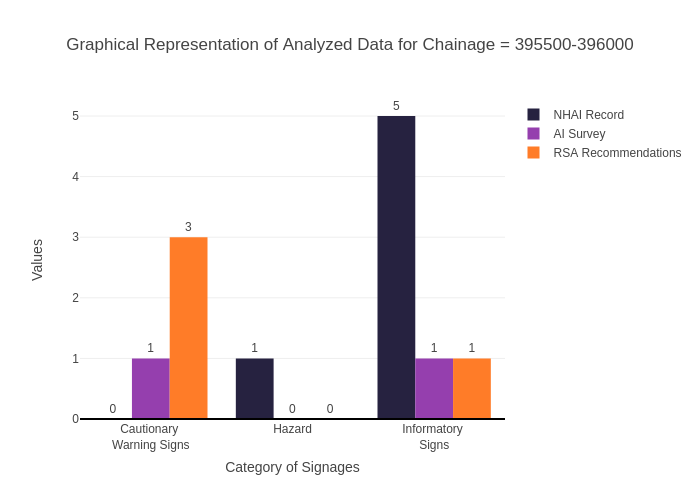 Graphical Representation of Analyzed Data for Chainage = 395500-396000
NHAI Record
AI Survey
RSA Recommendations
Values
5
4
3
2
1
0
0
1
3
1
0
0
5
1
1
Cautionary
Warning Signs
Hazard
Informatory
Signs
Category of Signages